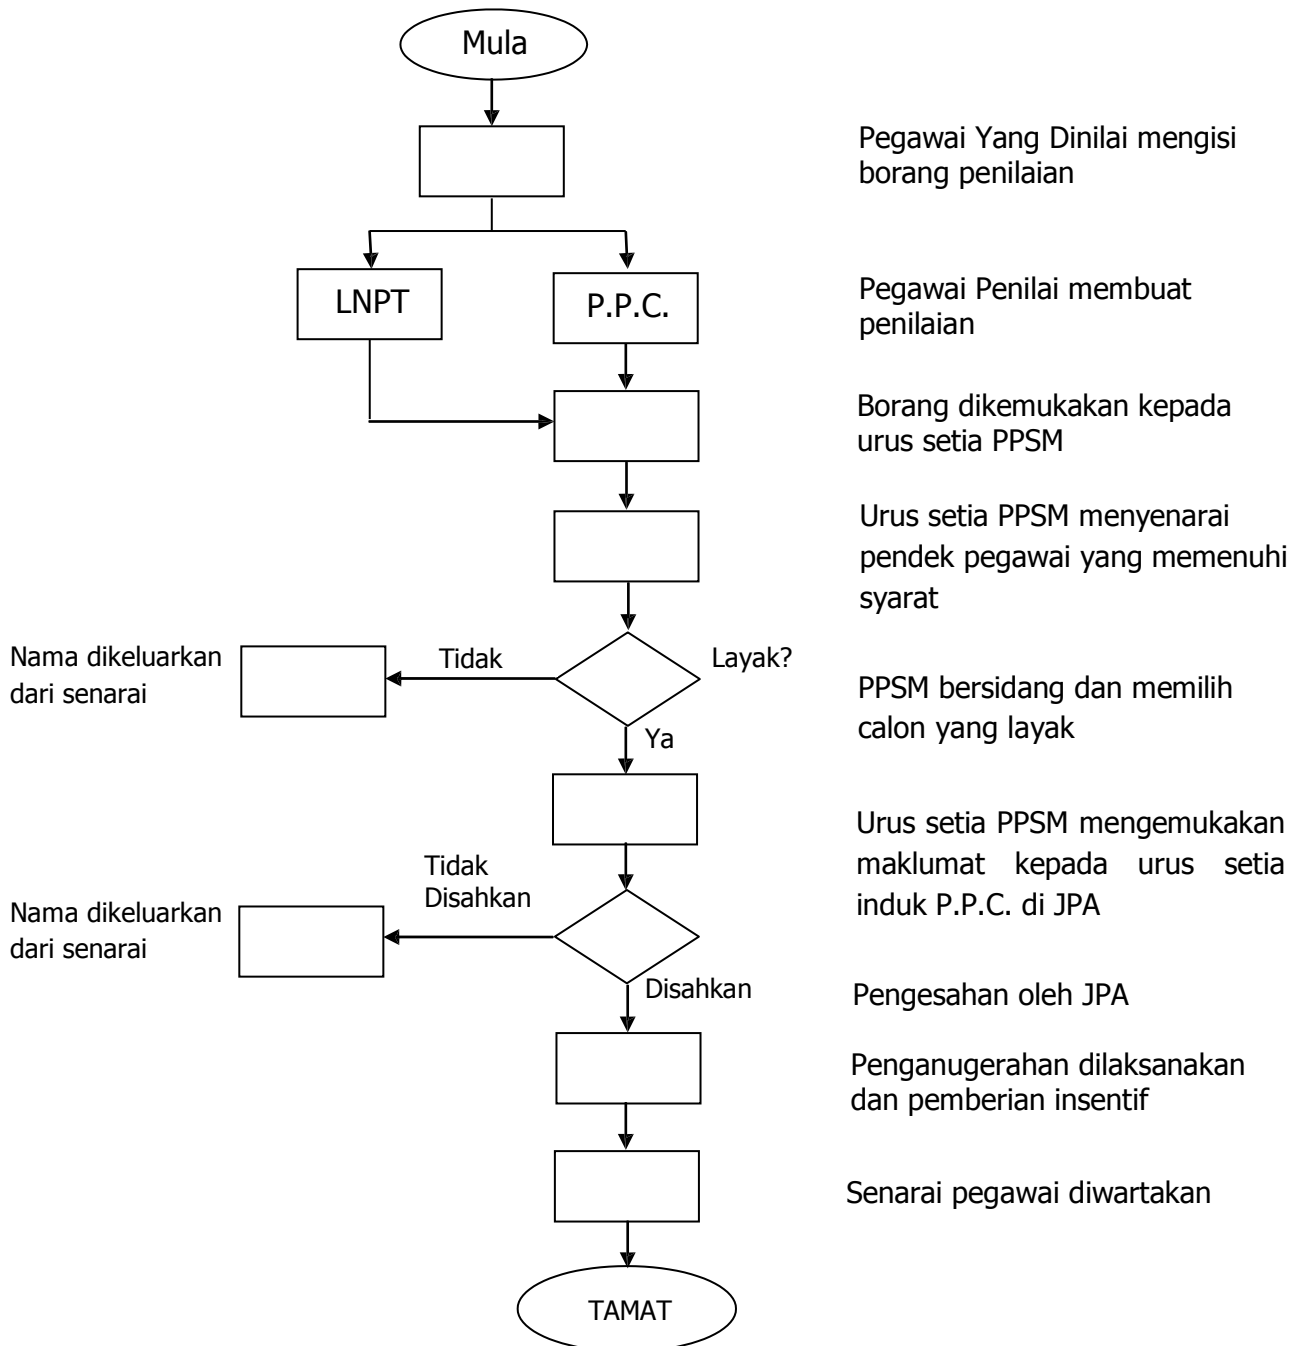 Mula
Pegawai Yang Dinilai mengisi
borang penilaian
LNPT
P.P.C.
Pegawai Penilai membuat
penilaian
Borang dikemukakan kepada
urus setia PPSM
Urus setia PPSM menyenarai
pendek pegawai yang memenuhi
syarat
Nama dikeluarkan
dari senarai
Tidak
Layak?
PPSM bersidang dan memilih
calon yang layak
Ya
Urus setia PPSM mengemukakan
maklumat kepada urus setia
induk P.P.C. di JPA
Tidak
Disahkan
Nama dikeluarkan
dari senarai
Disahkan
Pengesahan oleh JPA
Penganugerahan dilaksanakan
dan pemberian insentif
Senarai pegawai diwartakan
TAMAT